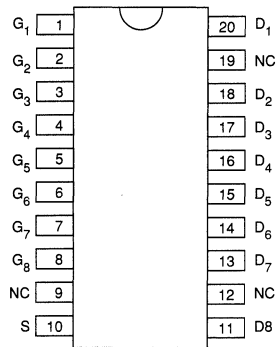 G1 1 20 D1
G2 2 19 NC
G3 3 18 D2
G4 4 17 D3
G5 5 16 D4
G6 6 15 D5
G7 7 14 D6
G8 8 13 D7
NC 9 12 NC
S 10 11 D8